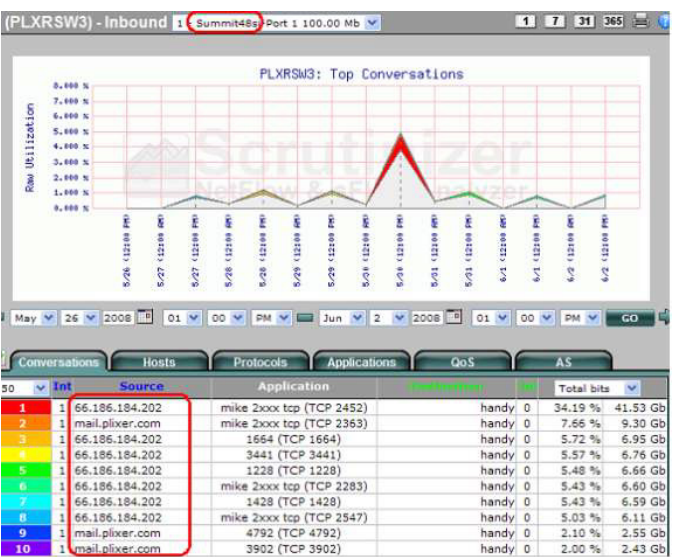 (PLXRSW3) - Inbound 1 - Summit48si Port 1 100.00 Mb 1 7 31 365
PLXRSW3: Top Conversations
Raw Utilization
8.000 %
7.000 %
6.000 %
5.000 %
4.000 %
3.000 %
2.000 %
1.000 %
0.000 %
Scrutinizer
NetFlow & sFlow Analyzer
5/26 (12:00 PM)
5/27 (12:00 AM)
5/27 (12:00 PM)
5/28 (12:00 AM)
5/28 (12:00 PM)
5/29 (12:00 AM)
5/29 (12:00 PM)
5/30 (12:00 AM)
5/30 (12:00 PM)
5/31 (12:00 AM)
5/31 (12:00 PM)
6/1 (12:00 AM)
6/1 (12:00 PM)
6/2 (12:00 AM)
6/2 (12:00 PM)
May 26 2008 01 00 PM Jun 2 2008 01 00 PM GO
Conversations Hosts Protocols Applications QoS AS
50 Int Source Application Destination Int Total bits
1 1 66.186.184.202 mike 2xxx tcp (TCP 2452) handy 0 34.19 % 41.53 Gb
2 1 mail.plixer.com mike 2xxx tcp (TCP 2363) handy 0 7.66 % 9.30 Gb
3 1 66.186.184.202 1664 (TCP 1664) handy 0 5.72 % 6.95 Gb
4 1 66.186.184.202 3441 (TCP 3441) handy 0 5.57 % 6.76 Gb
5 1 66.186.184.202 1228 (TCP 1228) handy 0 5.48 % 6.66 Gb
6 1 66.186.184.202 mike 2xxx tcp (TCP 2283) handy 0 5.43 % 6.60 Gb
7 1 66.186.184.202 1428 (TCP 1428) handy 0 5.43 % 6.59 Gb
8 1 66.186.184.202 mike 2xxx tcp (TCP 2547) handy 0 5.03 % 6.11 Gb
9 1 mail.plixer.com 4792 (TCP 4792) handy 0 2.10 % 2.55 Gb
10 1 mail.plixer.com 3902 (TCP 3902) handy 0 2.00 % 2.43 Gb